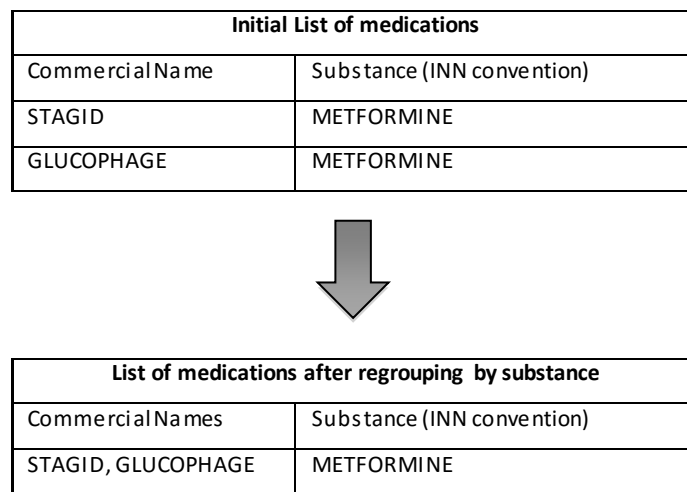 Initial List of medications
Commercial Name Substance (INN convention)
STAGID METFORMINE
GLUCOPHAGE METFORMINE
List of medications after regrouping by substance
Commercial Names Substance (INN convention)
STAGID, GLUCOPHAGE METFORMINE